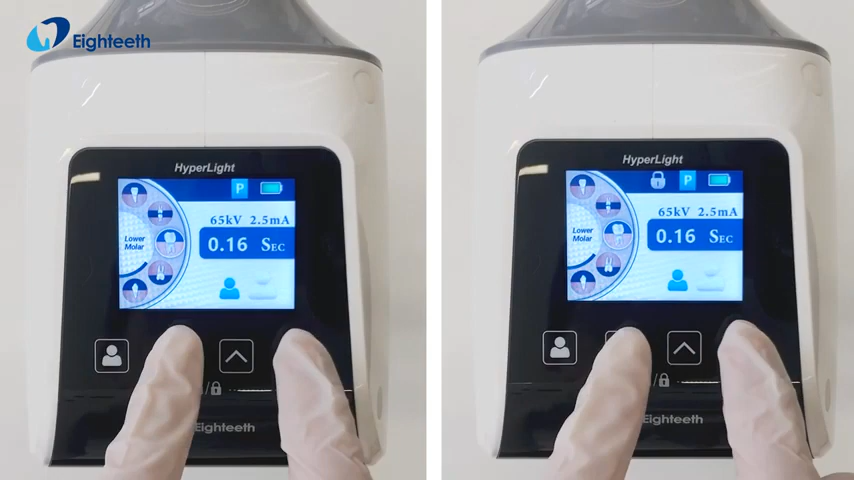 Eighteeth
HyperLight
P
65kV 2.5mA
Lower
Molar
0.16 SEC
/
Eighteeth
HyperLight
P
65kV 2.5mA
Lower
Molar
0.16 SEC
/
Eighteeth